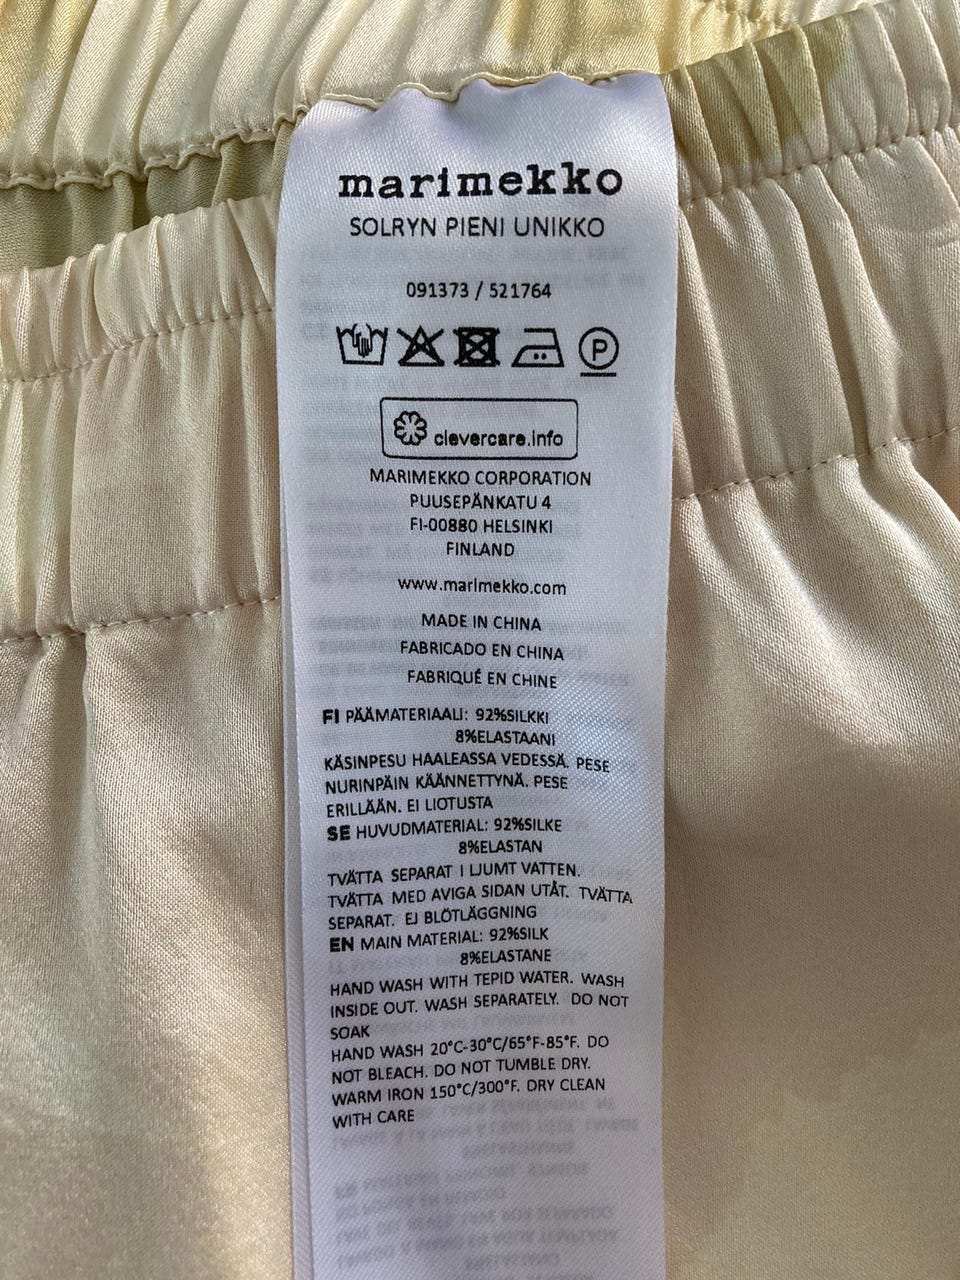 marimekko
SOLRYN PIENI UNIKKO
091373 / 521764
P
clevercare.info
MARIMEKKO CORPORATION
PUUSEPÄNKATU 4
FI-00880 HELSINKI
FINLAND
www.marimekko.com
MADE IN CHINA
FABRICADO EN CHINA
FABRIQUÉ EN CHINE
FI PÄÄMATERIAALI: 92%SILKKI
8%ELASTAANI
KÄSINPESU HAALEASSA VEDESSÄ. PESE
NURINPÄIN KÄÄNNETTYNÄ. PESE
ERILLÄÄN. EI LIOTUSTA
SE HUVUDMATERIAL: 92%SILKE
8%ELASTAN
TVÄTTA SEPARAT I LJUMT VATTEN.
TVÄTTA MED AVIGA SIDAN UTÅT. TVÄTTA
SEPARAT. EJ BLÖTLÄGGNING
EN MAIN MATERIAL: 92%SILK
8%ELASTANE
HAND WASH WITH TEPID WATER. WASH
INSIDE OUT. WASH SEPARATELY. DO NOT
SOAK
HAND WASH 20°C-30°C/65°F-85°F. DO
NOT BLEACH. DO NOT TUMBLE DRY.
WARM IRON 150°C/300°F. DRY CLEAN
WITH CARE